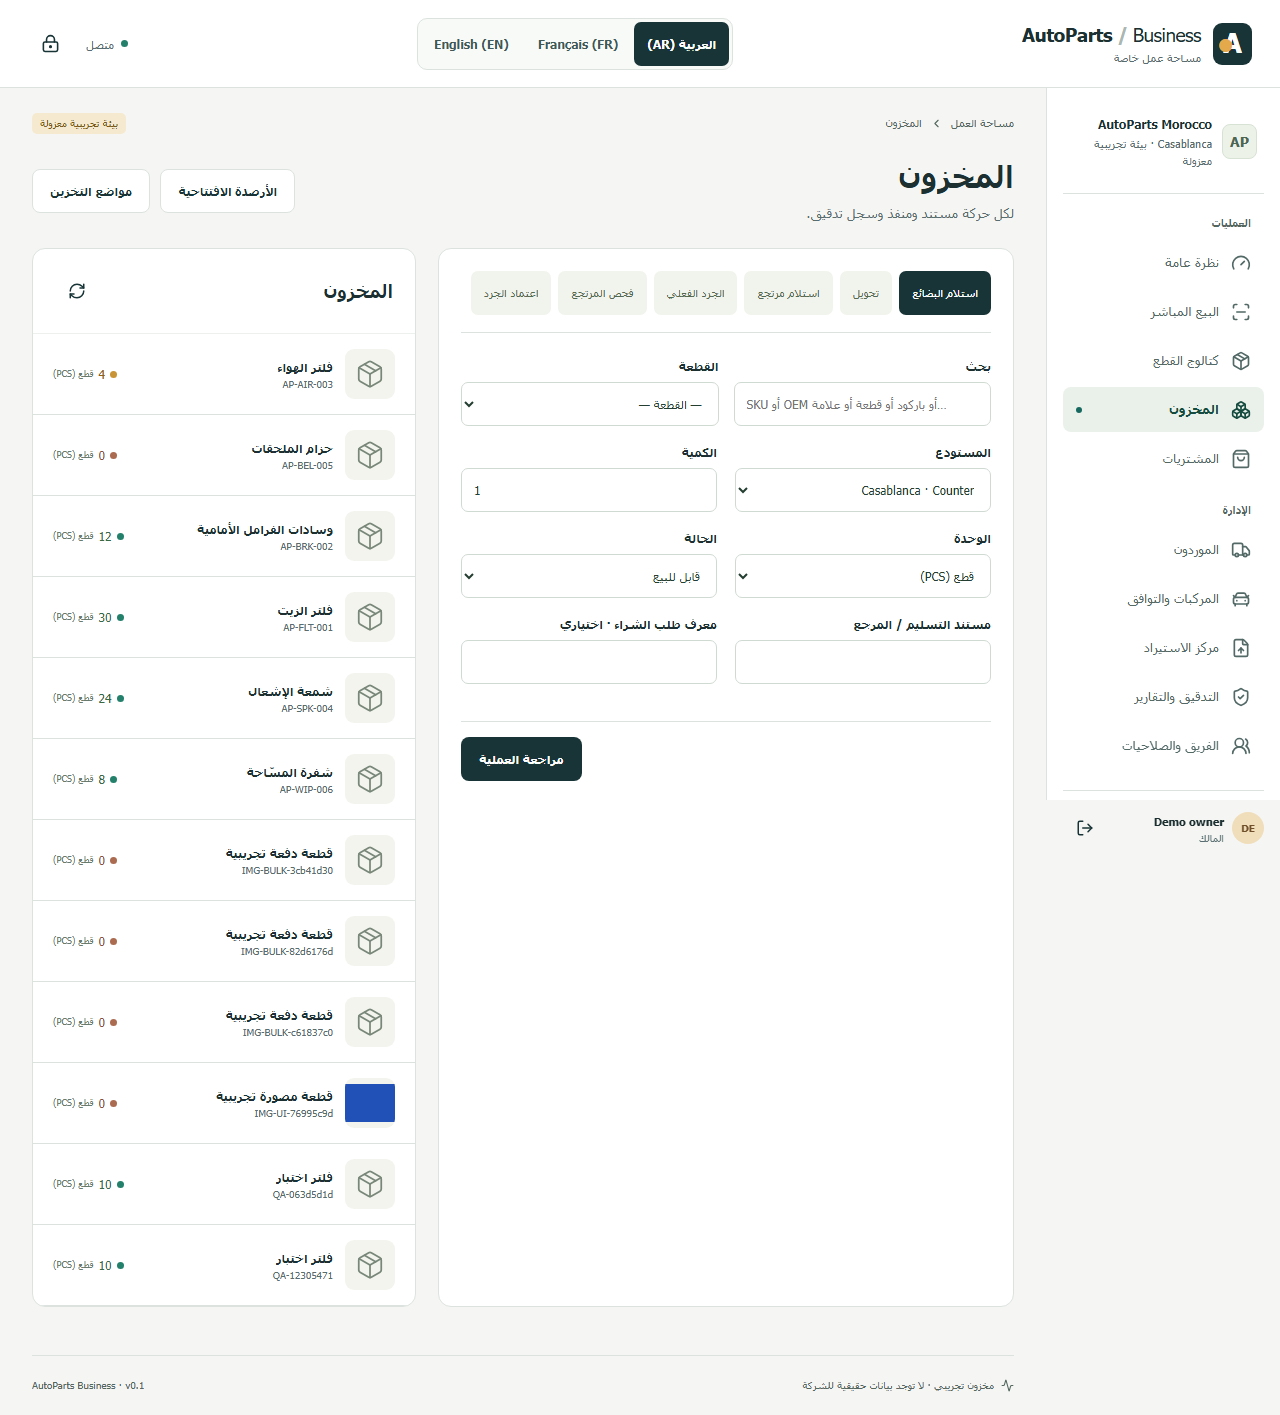 AutoParts / Business
مساحة عمل خاصة
العربية (AR)
Français (FR)
English (EN)
متصل
AP
AutoParts Morocco
Casablanca · بيئة تجريبية معزولة
العمليات
نظرة عامة
البيع المباشر
كتالوج القطع
المخزون
المشتريات
الإدارة
الموردون
المركبات والتوافق
مركز الاستيراد
التدقيق والتقارير
الفريق والصلاحيات
DE
Demo owner
المالك
مساحة العمل
المخزون
بيئة تجريبية معزولة
المخزون
لكل حركة مستند ومنفذ وسجل تدقيق.
الأرصدة الافتتاحية
مواضع التخزين
استلام البضائع
تحويل
استلام مرتجع
الجرد الفعلي
فحص المرتجع
اعتماد الجرد
بحث
القطعة
SKU أو OEM أو باركود أو قطعة أو علامة…
— القطعة —
المستودع
الكمية
Casablanca · Counter
1
الوحدة
الحالة
قطع (PCS)
قابل للبيع
مستند التسليم / المرجع
معرف طلب الشراء · اختياري
مراجعة العملية
المخزون
فلتر الهواء
AP-AIR-003
4 قطع (PCS)
حزام الملحقات
AP-BEL-005
0 قطع (PCS)
وسادات الفرامل الأمامية
AP-BRK-002
12 قطع (PCS)
فلتر الزيت
AP-FLT-001
30 قطع (PCS)
شمعة الإشعال
AP-SPK-004
24 قطع (PCS)
شفرة المسّاحة
AP-WIP-006
8 قطع (PCS)
قطعة دفعة تجريبية
IMG-BULK-3cb41d30
0 قطع (PCS)
قطعة دفعة تجريبية
IMG-BULK-82d6176d
0 قطع (PCS)
قطعة دفعة تجريبية
IMG-BULK-c61837c0
0 قطع (PCS)
قطعة مصورة تجريبية
IMG-UI-76995c9d
0 قطع (PCS)
فلتر اختبار
QA-063d5d1d
10 قطع (PCS)
فلتر اختبار
QA-12305471
10 قطع (PCS)
مخزون تجريبي · لا توجد بيانات حقيقية للشركة
AutoParts Business · v0.1